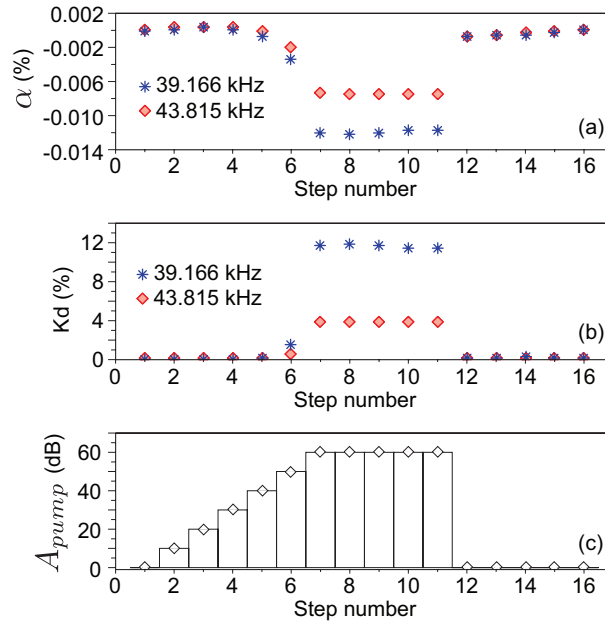 0.002
-0.002
-0.006
-0.010
-0.014
α (%)
39.166 kHz
43.815 kHz
(a)
0 2 4 6 8 10 12 14 16
Step number
12
8
4
0
Kd (%)
39.166 kHz
43.815 kHz
(b)
0 2 4 6 8 10 12 14 16
Step number
60
40
20
0
A_pump (dB)
(c)
0 2 4 6 8 10 12 14 16
Step number